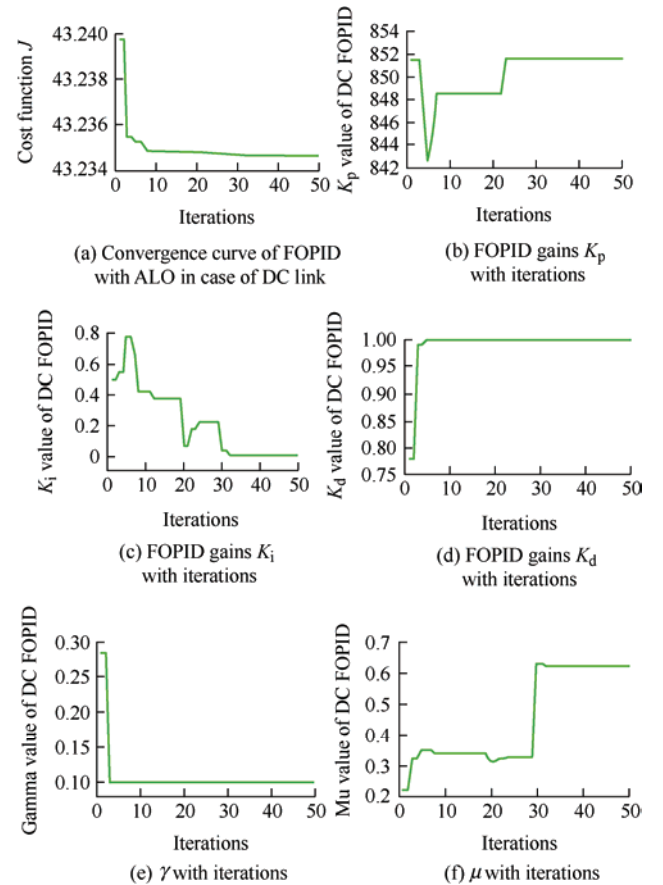 Cost function J
43.240
43.236
43.234
0 10 20 30 40 50
Iterations
(a) Convergence curve of FOPID
with ALO in case of DC link
Kp value of DC FOPID
854
852
850
848
846
844
842
0 10 20 30 40 50
Iterations
(b) FOPID gains Kp
with iterations
Ki value of DC FOPID
0.8
0.6
0.4
0.2
0
0 10 20 30 40 50
Iterations
(c) FOPID gains Ki
with iterations
Kd value of DC FOPID
1.00
0.95
0.90
0.85
0.80
0.75
0 10 20 30 40 50
Iterations
(d) FOPID gains Kd
with iterations
Gamma value of DC FOPID
0.30
0.25
0.20
0.15
0.10
0 10 20 30 40 50
Iterations
(e) γ with iterations
Mu value of DC FOPID
0.7
0.6
0.5
0.4
0.3
0.2
0 10 20 30 40 50
Iterations
(f) μ with iterations